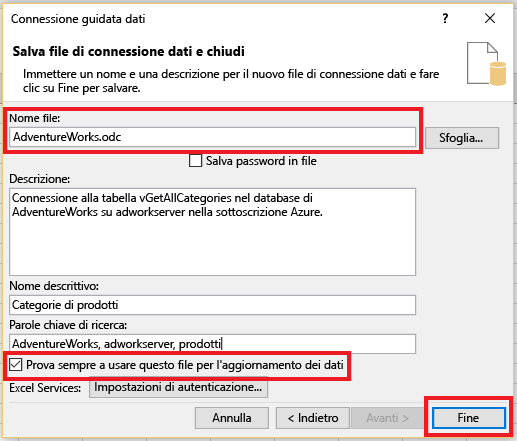 Connessione guidata dati
?
Salva file di connessione dati e chiudi
Immettere un nome e una descrizione per il nuovo file di connessione dati e fare
clic su Fine per salvare.
Nome file:
AdventureWorks.odc
Sfoglia...
Salva password in file
Descrizione:
Connessione alla tabella vGetAllCategories nel database di
AdventureWorks su adworkserver nella sottoscrizione Azure.
Nome descrittivo:
Categorie di prodotti
Parole chiave di ricerca:
AdventureWorks, adworkserver, prodotti
Prova sempre a usare questo file per l'aggiornamento dei dati
Excel Services: Impostazioni di autenticazione...
Annulla < Indietro Avanti > Fine